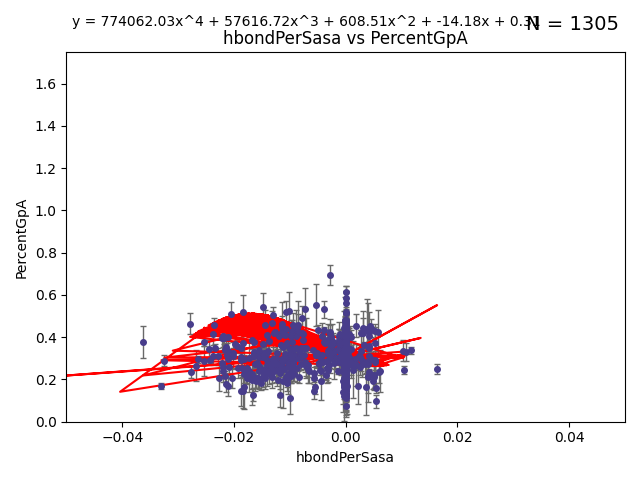 y = 774062.03x^4 + 57616.72x^3 + 608.51x^2 + -14.18x + 0.31
N = 1305
hbondPerSasa vs PercentGpA
PercentGpA
1.6
1.4
1.2
1.0
0.8
0.6
0.4
0.2
0.0
−0.04 −0.02 0.00 0.02 0.04
hbondPerSasa